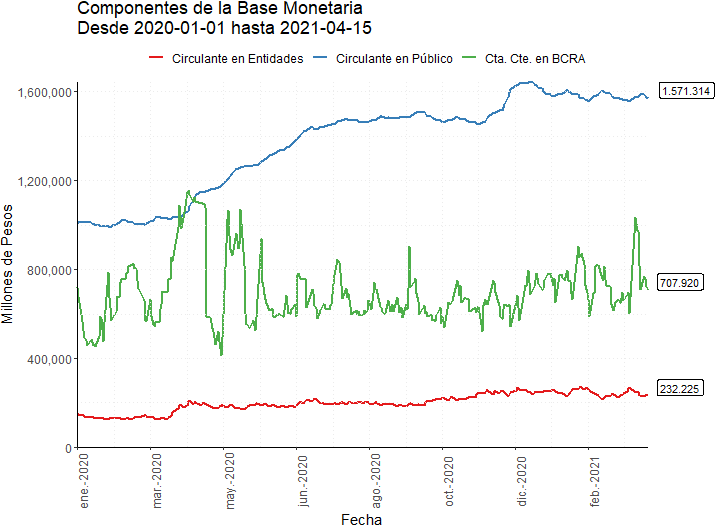 Componentes de la Base Monetaria
Desde 2020-01-01 hasta 2021-04-15
Circulante en Entidades Circulante en Público Cta. Cte. en BCRA
Millones de Pesos
1,600,000
1,200,000
800,000
400,000
0
1.571.314
707.920
232.225
ene.-2020
mar.-2020
may.-2020
jun.-2020
ago.-2020
oct.-2020
dic.-2020
feb.-2021
Fecha